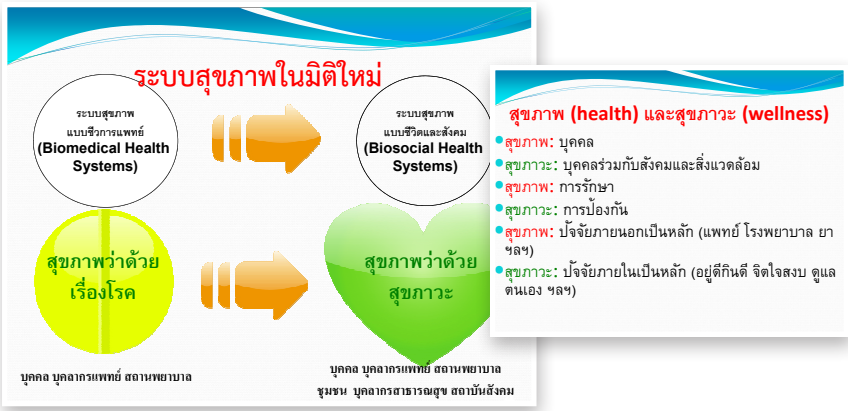 ระบบสุขภาพในมิติใหม่
ระบบสุขภาพ
แบบชีวการแพทย์
(Biomedical Health
Systems)
ระบบสุขภาพ
แบบชีวิตและสังคม
(Biosocial Health
Systems)
สุขภาพว่าด้วย
เรื่องโรค
สุขภาพว่าด้วย
สุขภาวะ
บุคคล บุคลากรแพทย์ สถานพยาบาล
บุคคล บุคลากรแพทย์ สถานพยาบาล
ชุมชน บุคลากรสาธารณสุข สถาบันสังคม
สุขภาพ (health) และสุขภาวะ (wellness)
สุขภาพ: บุคคล
สุขภาวะ: บุคคลร่วมกับสังคมและสิ่งแวดล้อม
สุขภาพ: การรักษา
สุขภาวะ: การป้องกัน
สุขภาพ: ปัจจัยภายนอกเป็นหลัก (แพทย์ โรงพยาบาล ยา
ฯลฯ)
สุขภาวะ: ปัจจัยภายในเป็นหลัก (อยู่ดีกินดี จิตใจสงบ ดูแล
ตนเอง ฯลฯ)